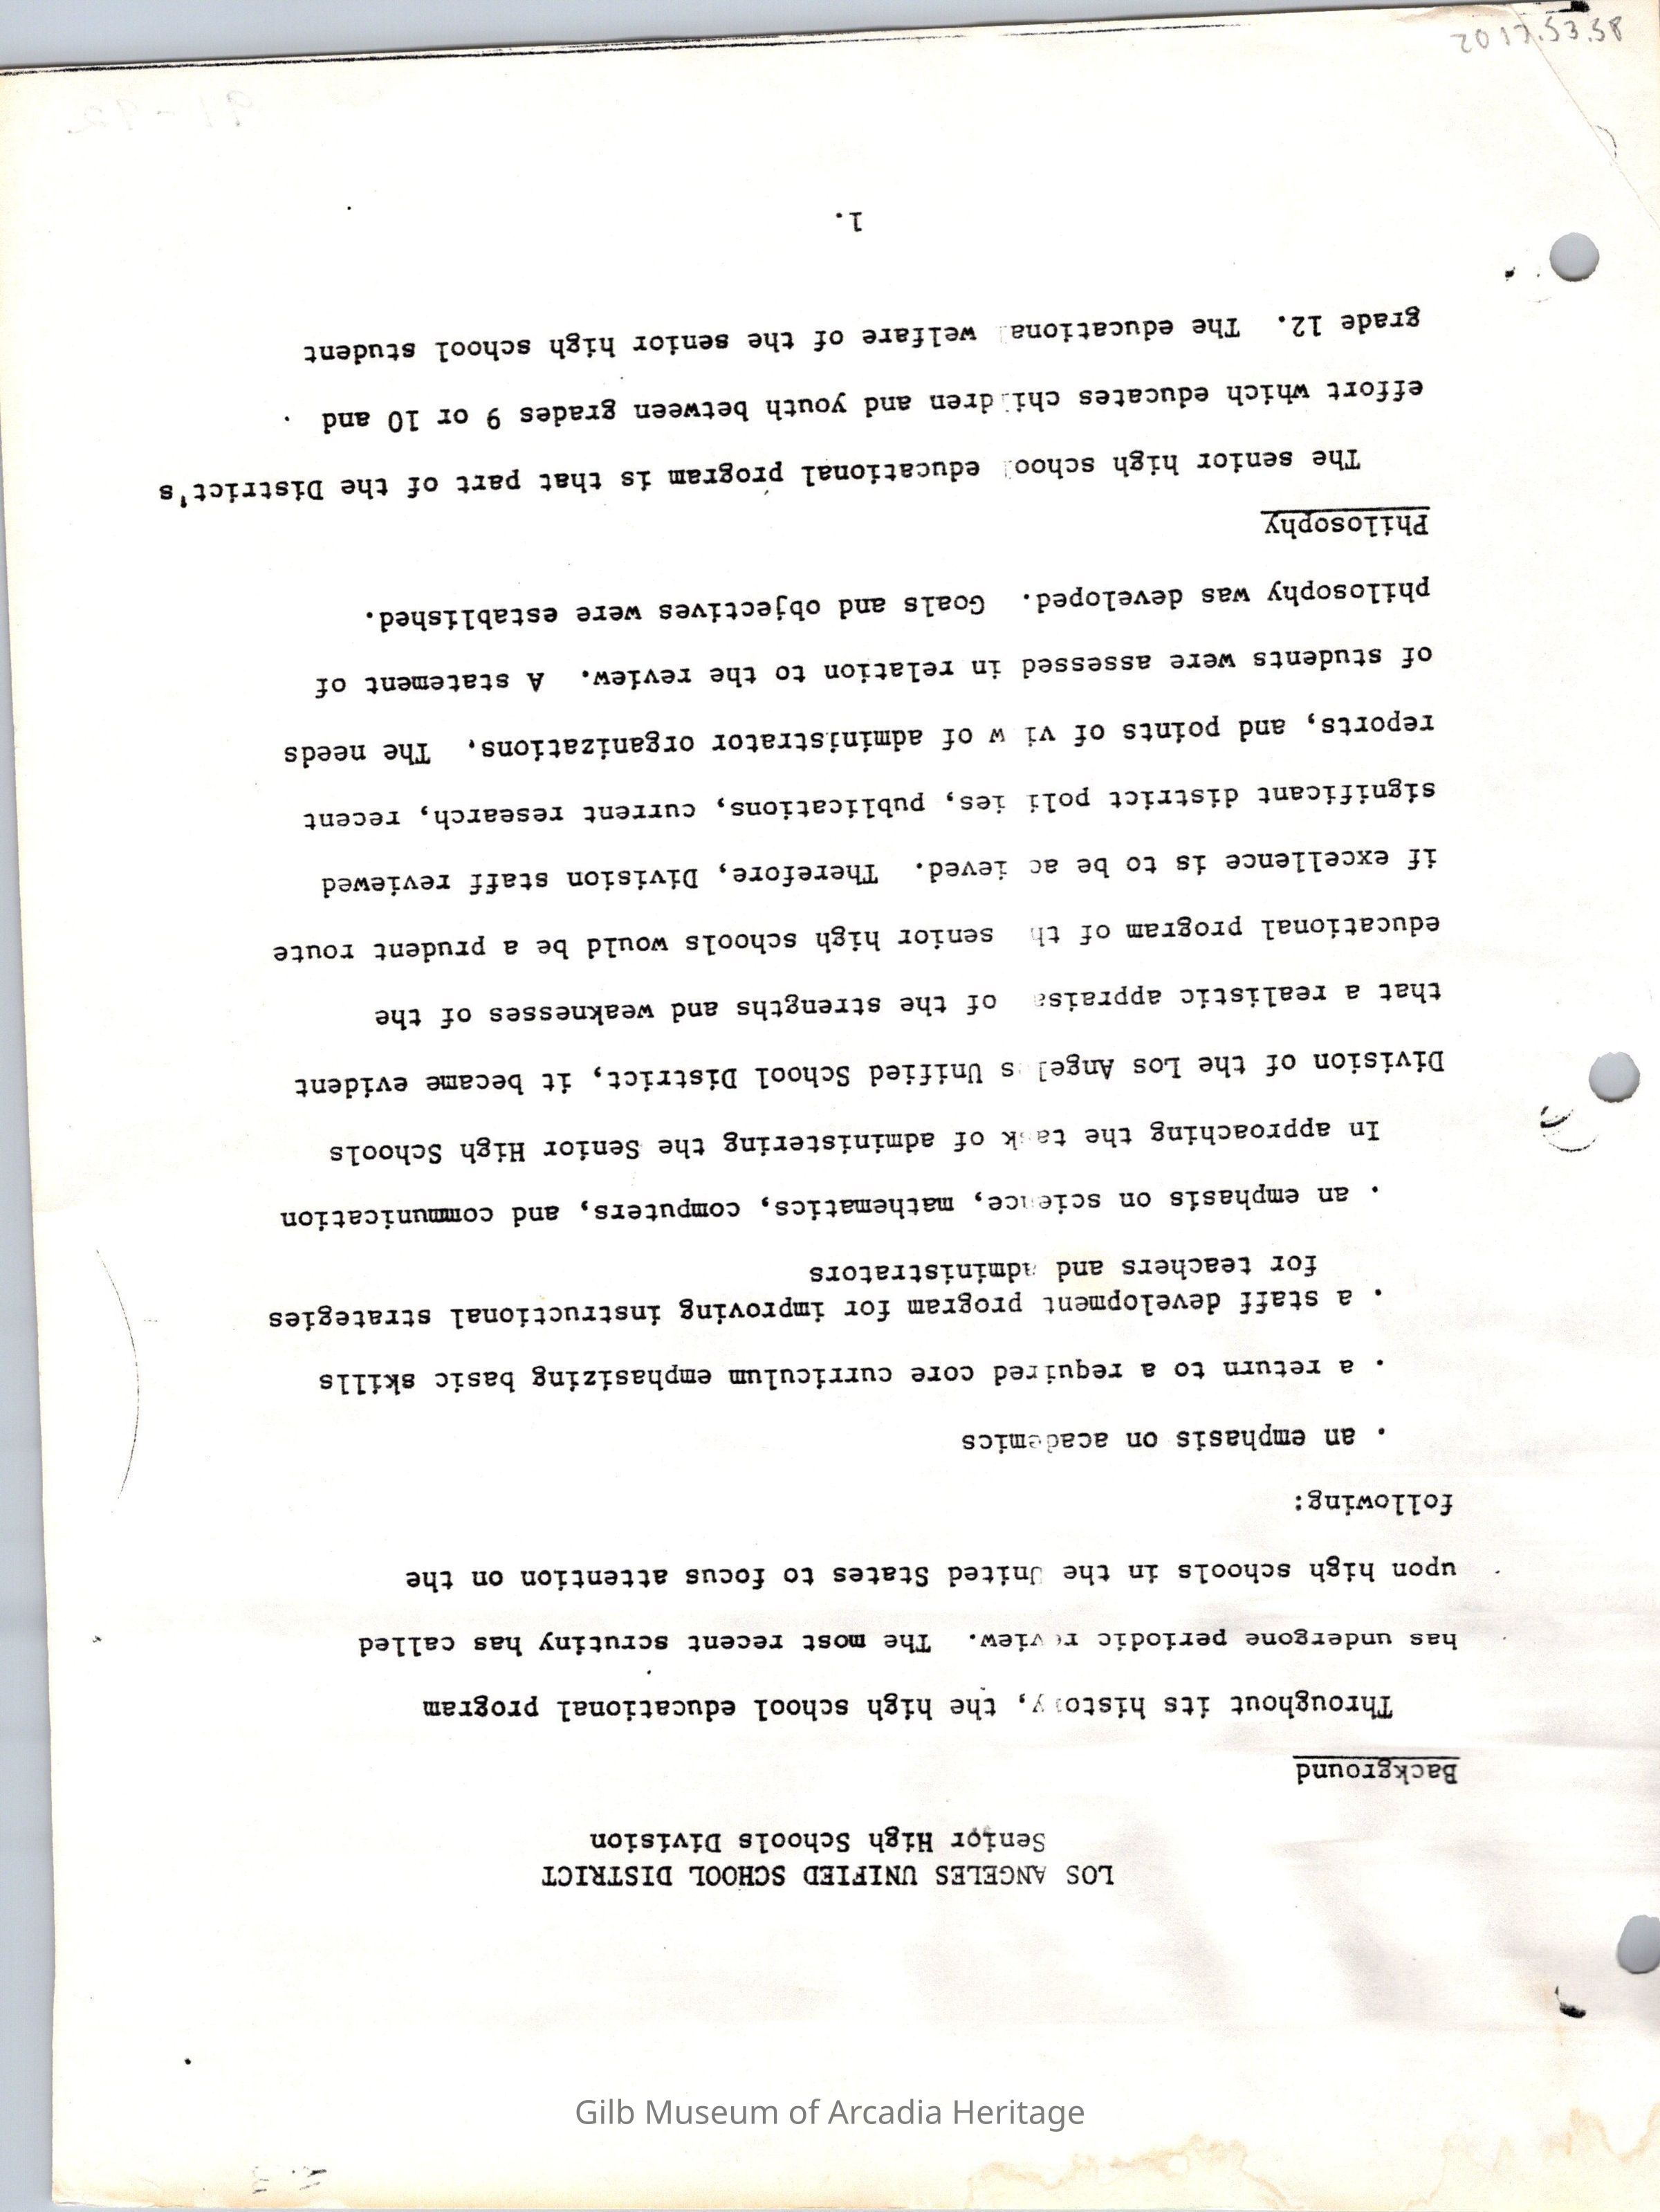 LOS ANGELES UNIFIED SCHOOL DISTRICT
Senior High Schools Division
Background
Throughout its history, the high school educational program
has undergone periodic review. The most recent scrutiny has called
upon high schools in the United States to focus attention on the
following:
. an emphasis on academics
. a return to a required core curriculum emphasizing basic skills
. a staff development program for improving instructional strategies
for teachers and administrators
. an emphasis on science, mathematics, computers, and communication
In approaching the task of administering the Senior High Schools
Division of the Los Angeles Unified School District, it became evident
that a realistic appraisal of the strengths and weaknesses of the
educational program of the senior high schools would be a prudent route
if excellence is to be achieved. Therefore, Division staff reviewed
significant district policies, publications, current research, recent
reports, and points of view of administrator organizations. The needs
of students were assessed in relation to the review. A statement of
philosophy was developed. Goals and objectives were established.
Philosophy
The senior high school educational program is that part of the District's
effort which educates children and youth between grades 9 or 10 and
grade 12. The educational welfare of the senior high school student
1.
2017.53.58
Gilb Museum of Arcadia Heritage